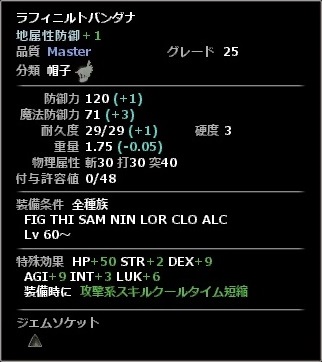 ラフィニルトバンダナ
地属性防御+1
品質 Master グレード 25
分類 帽子
防御力 120 (+1)
魔法防御力 71 (+3)
耐久度 29/29 (+1) 硬度 3
重量 1.75 (-0.05)
物理属性 斬30 打30 突40
付与許容値 0/48
装備条件 全種族
FIG THI SAM NIN LOR CLO ALC
Lv 60～
特殊効果 HP+50 STR+2 DEX+9
AGI+9 INT+3 LUK+6
装備時に 攻撃系スキルクールタイム短縮
ジェムソケット